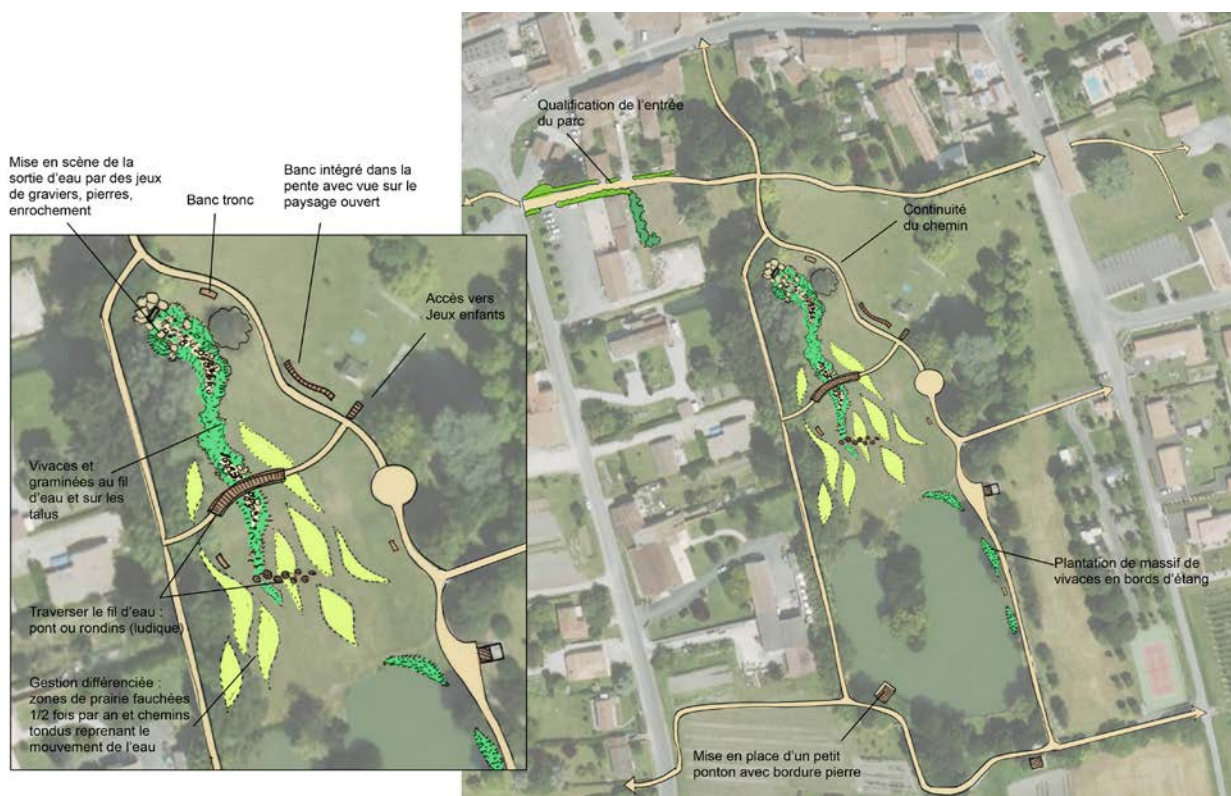 Mise en scène de la
sortie d'eau par des jeux
de graviers, pierres,
enrochement
Banc tronc
Banc intégré dans la
pente avec vue sur le
paysage ouvert
Accès vers
Jeux enfants
Vivaces et
graminées au fil
d'eau et sur les
talus
Traverser le fil d'eau :
pont ou rondins (ludique)
Gestion différenciée :
zones de prairie fauchées
1/2 fois par an et chemins
tondus reprenant le
mouvement de l'eau
Qualification de l'entrée
du parc
Continuité
du chemin
Plantation de massif de
vivaces en bords d'étang
Mise en place d'un petit
ponton avec bordure pierre